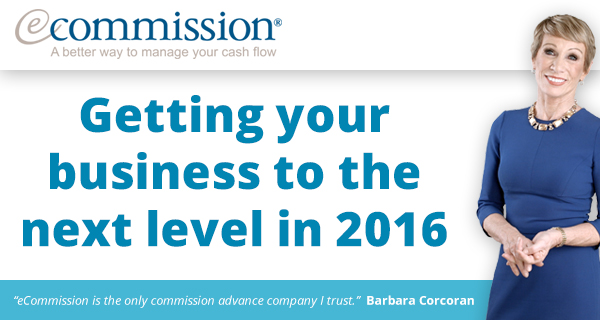 ecommission®
A better way to manage your cash flow
Getting your
business to the
next level in 2016
“eCommission is the only commission advance company I trust.” Barbara Corcoran